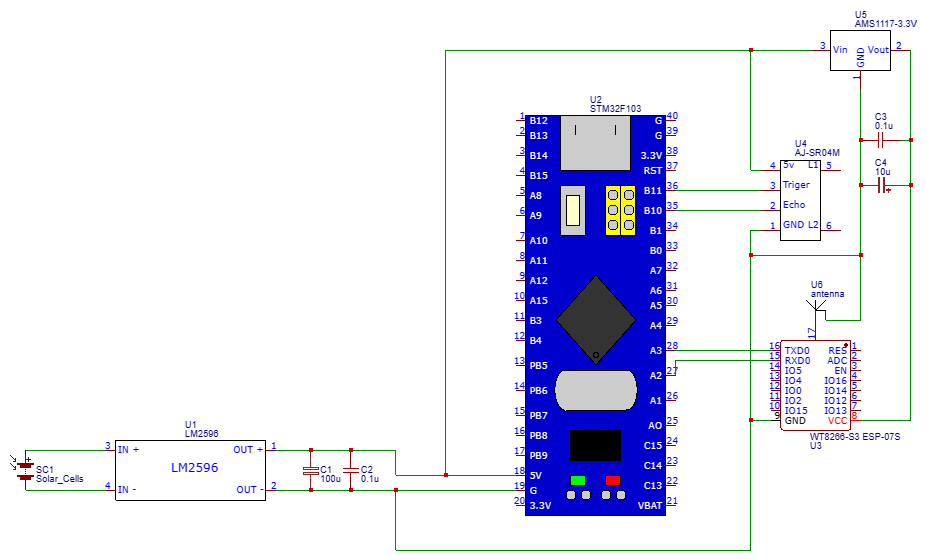 U5
AMS1117-3.3V
3 Vin Vout 2
GND
1
U2
STM32F103
1 B12 G 40
2 B13 G 39
3 B14 3.3V 38
4 B15 RST 37
5 A8 B11 36
6 A9 B10 35
7 A10 B1 34
8 A11 B0 33
9 A12 A7 32
10 A15 A6 31
11 B3 A5 30
12 B4 A4 29
13 PB5 A3 28
14 PB6 A2 27
15 PB7 A1 26
16 PB8 AO 25
17 PB9 C15 24
18 5V C14 23
19 G C13 22
20 3.3V VBAT 21
C3
0.1u
C4
10u
+
U4
AJ-SR04M
4 5v L1 5
3 Triger
2 Echo
1 GND L2 6
U6
antenna
17
16 TXD0 RES 1
15 RXD0 ADC 2
14 IO5 EN 3
13 IO4 IO16 4
12 IO0 IO14 5
11 IO2 IO12 6
10 IO15 IO13 7
9 GND VCC 8
WT8266-S3 ESP-07S
U3
U1
LM2596
3 IN + OUT + 1
LM2596
4 IN - OUT - 2
+
SC1
Solar_Cells
C1
100u
C2
0.1u